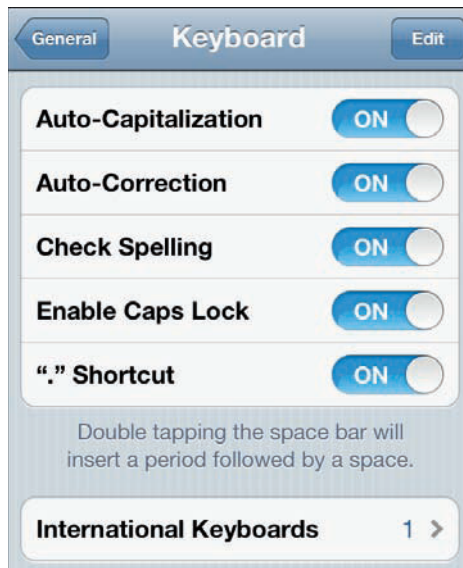 General Keyboard Edit
Auto-Capitalization ON
Auto-Correction ON
Check Spelling ON
Enable Caps Lock ON
“.” Shortcut ON
Double tapping the space bar will
insert a period followed by a space.
International Keyboards 1